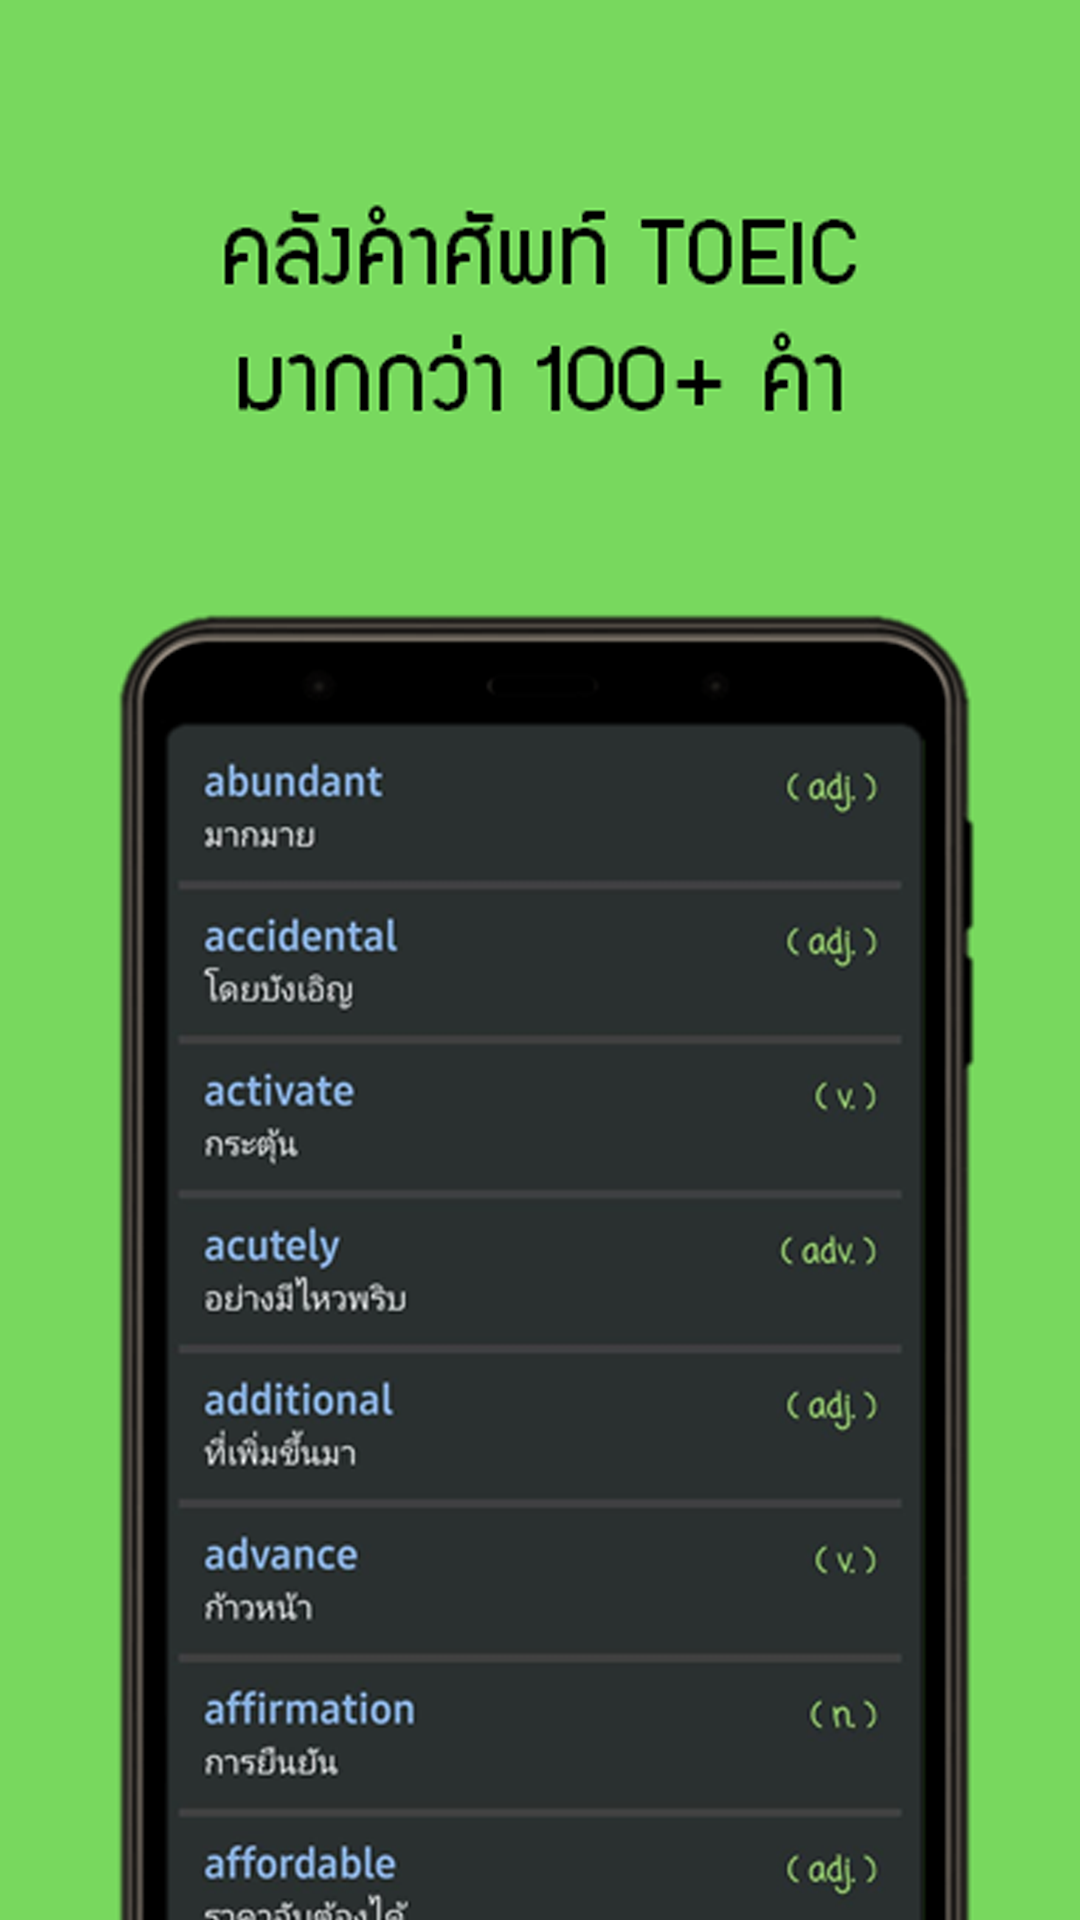 คลังคำศัพท์ TOEIC
มากกว่า 100+ คำ
abundant (adj.)
มากมาย
accidental (adj.)
โดยบังเอิญ
activate (v.)
กระตุ้น
acutely (adv.)
อย่างมีไหวพริบ
additional (adj.)
ที่เพิ่มขึ้นมา
advance (v.)
ก้าวหน้า
affirmation (n.)
การยืนยัน
affordable (adj.)